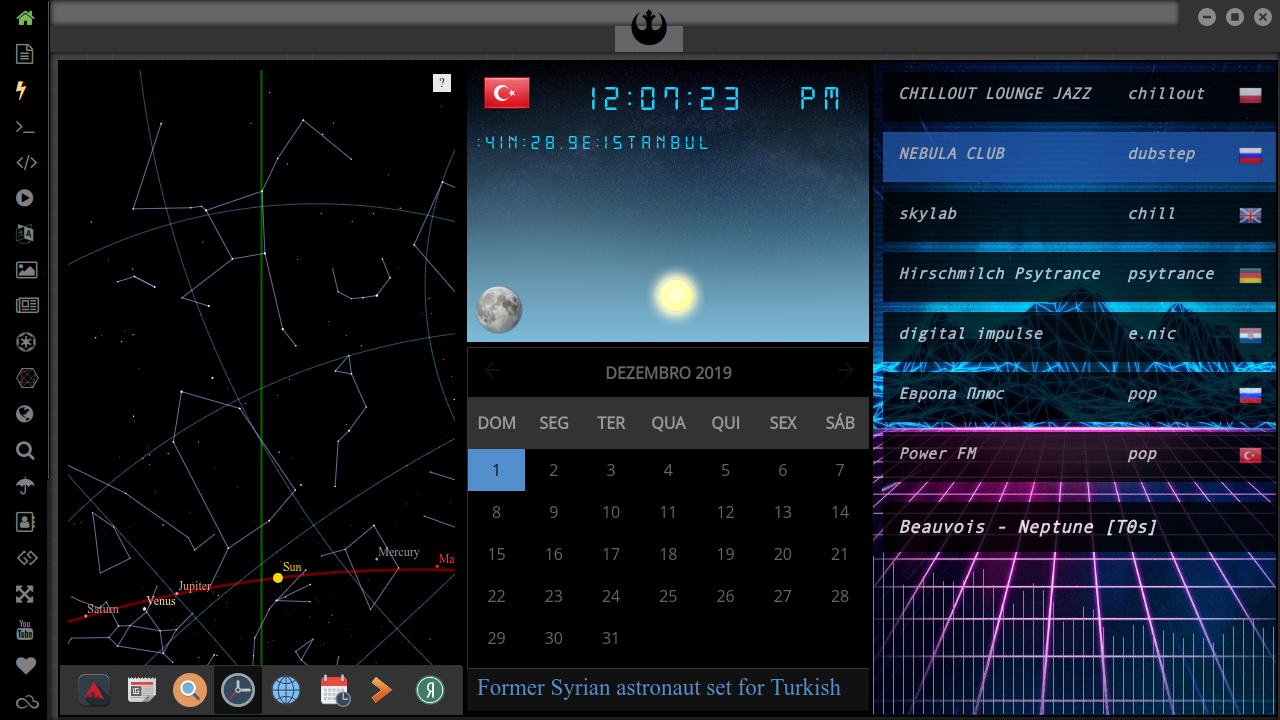 ?
Mercury
Sun
Ma
Jupiter
Venus
Saturn
12:07:23 PM
:41N:28.9E:ISTANBUL
DEZEMBRO 2019
DOM SEG TER QUA QUI SEX SÁB
1 2 3 4 5 6 7
8 9 10 11 12 13 14
15 16 17 18 19 20 21
22 23 24 25 26 27 28
29 30 31
Former Syrian astronaut set for Turkish
CHILLOUT LOUNGE JAZZ chillout
NEBULA CLUB dubstep
skylab chill
Hirschmilch Psytrance psytrance
digital impulse e.nic
Европа Плюс pop
Power FM pop
Beauvois - Neptune [T0s]
You
Tube
Я